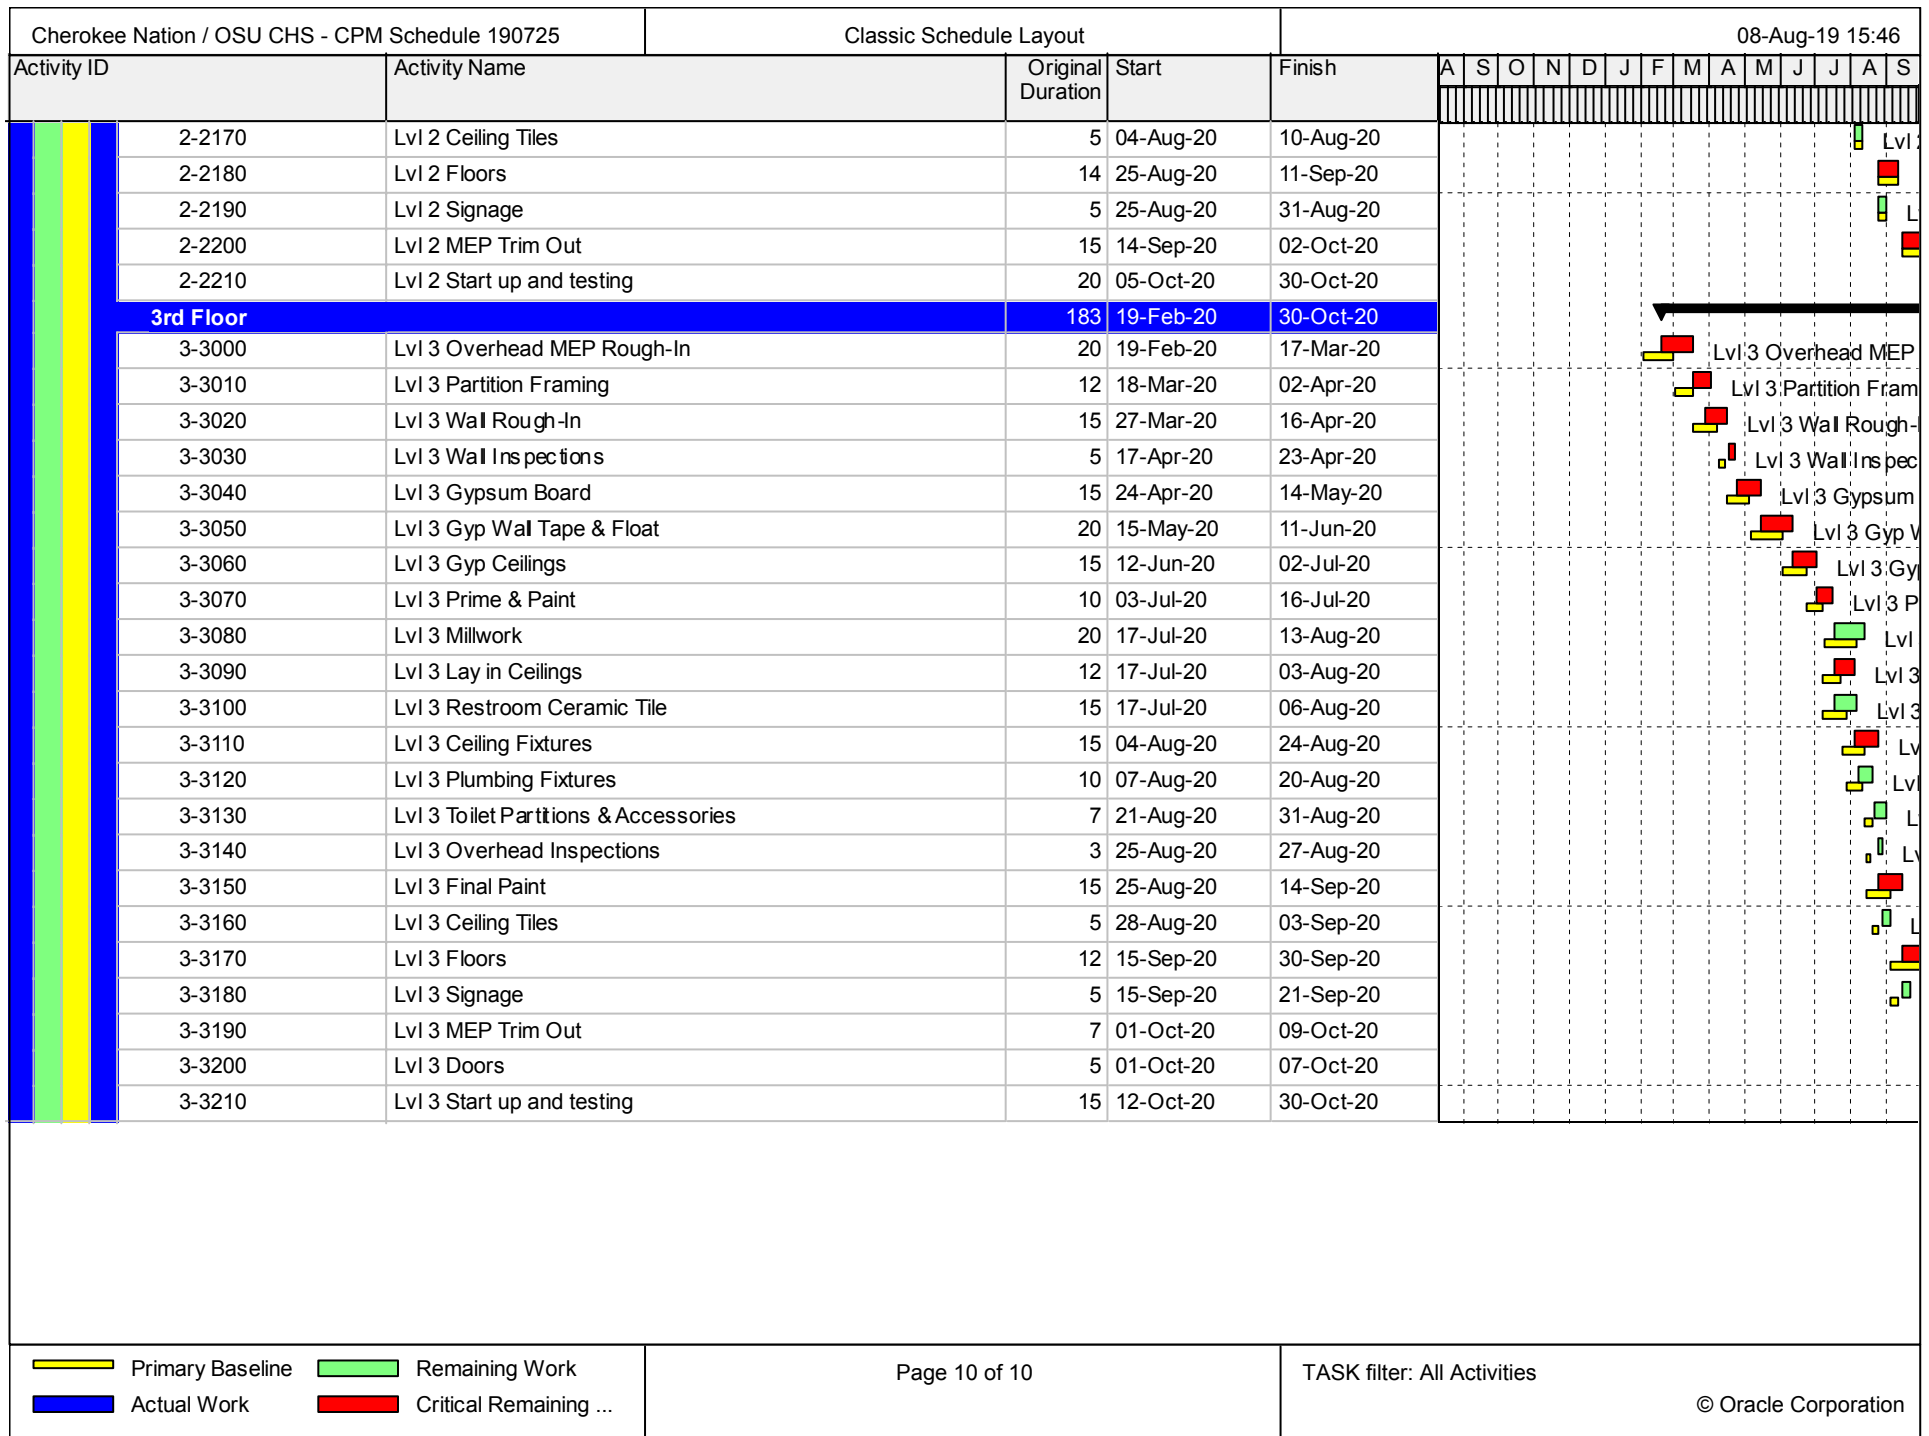 Cherokee Nation / OSU CHS - CPM Schedule 190725 Classic Schedule Layout 08-Aug-19 15:46
Activity ID Activity Name Original Duration Start Finish A S O N D J F M A M J J A S
2-2170 Lvl 2 Ceiling Tiles 5 04-Aug-20 10-Aug-20 Lvl
2-2180 Lvl 2 Floors 14 25-Aug-20 11-Sep-20
2-2190 Lvl 2 Signage 5 25-Aug-20 31-Aug-20 L
2-2200 Lvl 2 MEP Trim Out 15 14-Sep-20 02-Oct-20
2-2210 Lvl 2 Start up and testing 20 05-Oct-20 30-Oct-20
3rd Floor 183 19-Feb-20 30-Oct-20
3-3000 Lvl 3 Overhead MEP Rough-In 20 19-Feb-20 17-Mar-20 Lvl 3 Overhead MEP
3-3010 Lvl 3 Partition Framing 12 18-Mar-20 02-Apr-20 Lvl 3 Partition Fram
3-3020 Lvl 3 Wall Rough-In 15 27-Mar-20 16-Apr-20 Lvl 3 Wall Rough-
3-3030 Lvl 3 Wall Inspections 5 17-Apr-20 23-Apr-20 Lvl 3 Wall Inspec
3-3040 Lvl 3 Gypsum Board 15 24-Apr-20 14-May-20 Lvl 3 Gypsum
3-3050 Lvl 3 Gyp Wall Tape & Float 20 15-May-20 11-Jun-20 Lvl 3 Gyp
3-3060 Lvl 3 Gyp Ceilings 15 12-Jun-20 02-Jul-20 Lvl 3 Gy
3-3070 Lvl 3 Prime & Paint 10 03-Jul-20 16-Jul-20 Lvl 3 P
3-3080 Lvl 3 Millwork 20 17-Jul-20 13-Aug-20 Lvl
3-3090 Lvl 3 Lay in Ceilings 12 17-Jul-20 03-Aug-20 Lvl 3
3-3100 Lvl 3 Restroom Ceramic Tile 15 17-Jul-20 06-Aug-20 Lvl 3
3-3110 Lvl 3 Ceiling Fixtures 15 04-Aug-20 24-Aug-20 Lv
3-3120 Lvl 3 Plumbing Fixtures 10 07-Aug-20 20-Aug-20 Lvl
3-3130 Lvl 3 Toilet Partitions & Accessories 7 21-Aug-20 31-Aug-20 L
3-3140 Lvl 3 Overhead Inspections 3 25-Aug-20 27-Aug-20 Lv
3-3150 Lvl 3 Final Paint 15 25-Aug-20 14-Sep-20
3-3160 Lvl 3 Ceiling Tiles 5 28-Aug-20 03-Sep-20 L
3-3170 Lvl 3 Floors 12 15-Sep-20 30-Sep-20
3-3180 Lvl 3 Signage 5 15-Sep-20 21-Sep-20
3-3190 Lvl 3 MEP Trim Out 7 01-Oct-20 09-Oct-20
3-3200 Lvl 3 Doors 5 01-Oct-20 07-Oct-20
3-3210 Lvl 3 Start up and testing 15 12-Oct-20 30-Oct-20
Primary Baseline Remaining Work Page 10 of 10 TASK filter: All Activities
Actual Work Critical Remaining ... © Oracle Corporation